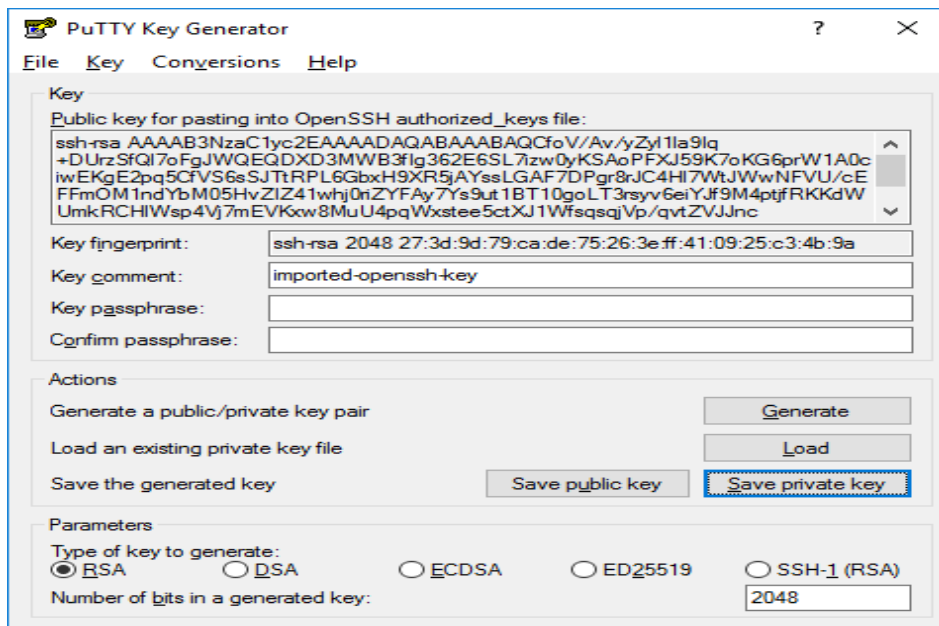 PuTTY Key Generator
File Key Conversions Help
Key
Public key for pasting into OpenSSH authorized_keys file:
ssh-rsa AAAAB3NzaC1yc2EAAAADAQABAAABAQCfoV/Av/yZyl1la9lq
+DUrzSfQl7oFgJWQEQDXD3MWB3flg362E6SL7izw0yKSAoPFXJ59K7oKG6prW1A0c
iwEKgE2pq5CfVS6sSJTtRPL6GbxH9XR5jAYssLGAF7DPgr8rJC4HI7WtJWwNFVU/cE
FFmOM1ndYbM05HvZIZ41whj0riZYFAy7Ys9ut1BT10goLT3rsyv6eiYJf9M4ptjfRKKdW
UmkRCHIWsp4Vj7mEVKxw8MuU4pqWxstee5ctXJ1Wfsqsqj­Vp/qvtZVJJnc
Key fingerprint: ssh-rsa 2048 27:3d:9d:79:ca:de:75:26:3e:ff:41:09:25:c3:4b:9a
Key comment: imported-openssh-key
Key passphrase:
Confirm passphrase:
Actions
Generate a public/private key pair Generate
Load an existing private key file Load
Save the generated key Save public key Save private key
Parameters
Type of key to generate:
RSA DSA ECDSA ED25519 SSH-1 (RSA)
Number of bits in a generated key: 2048